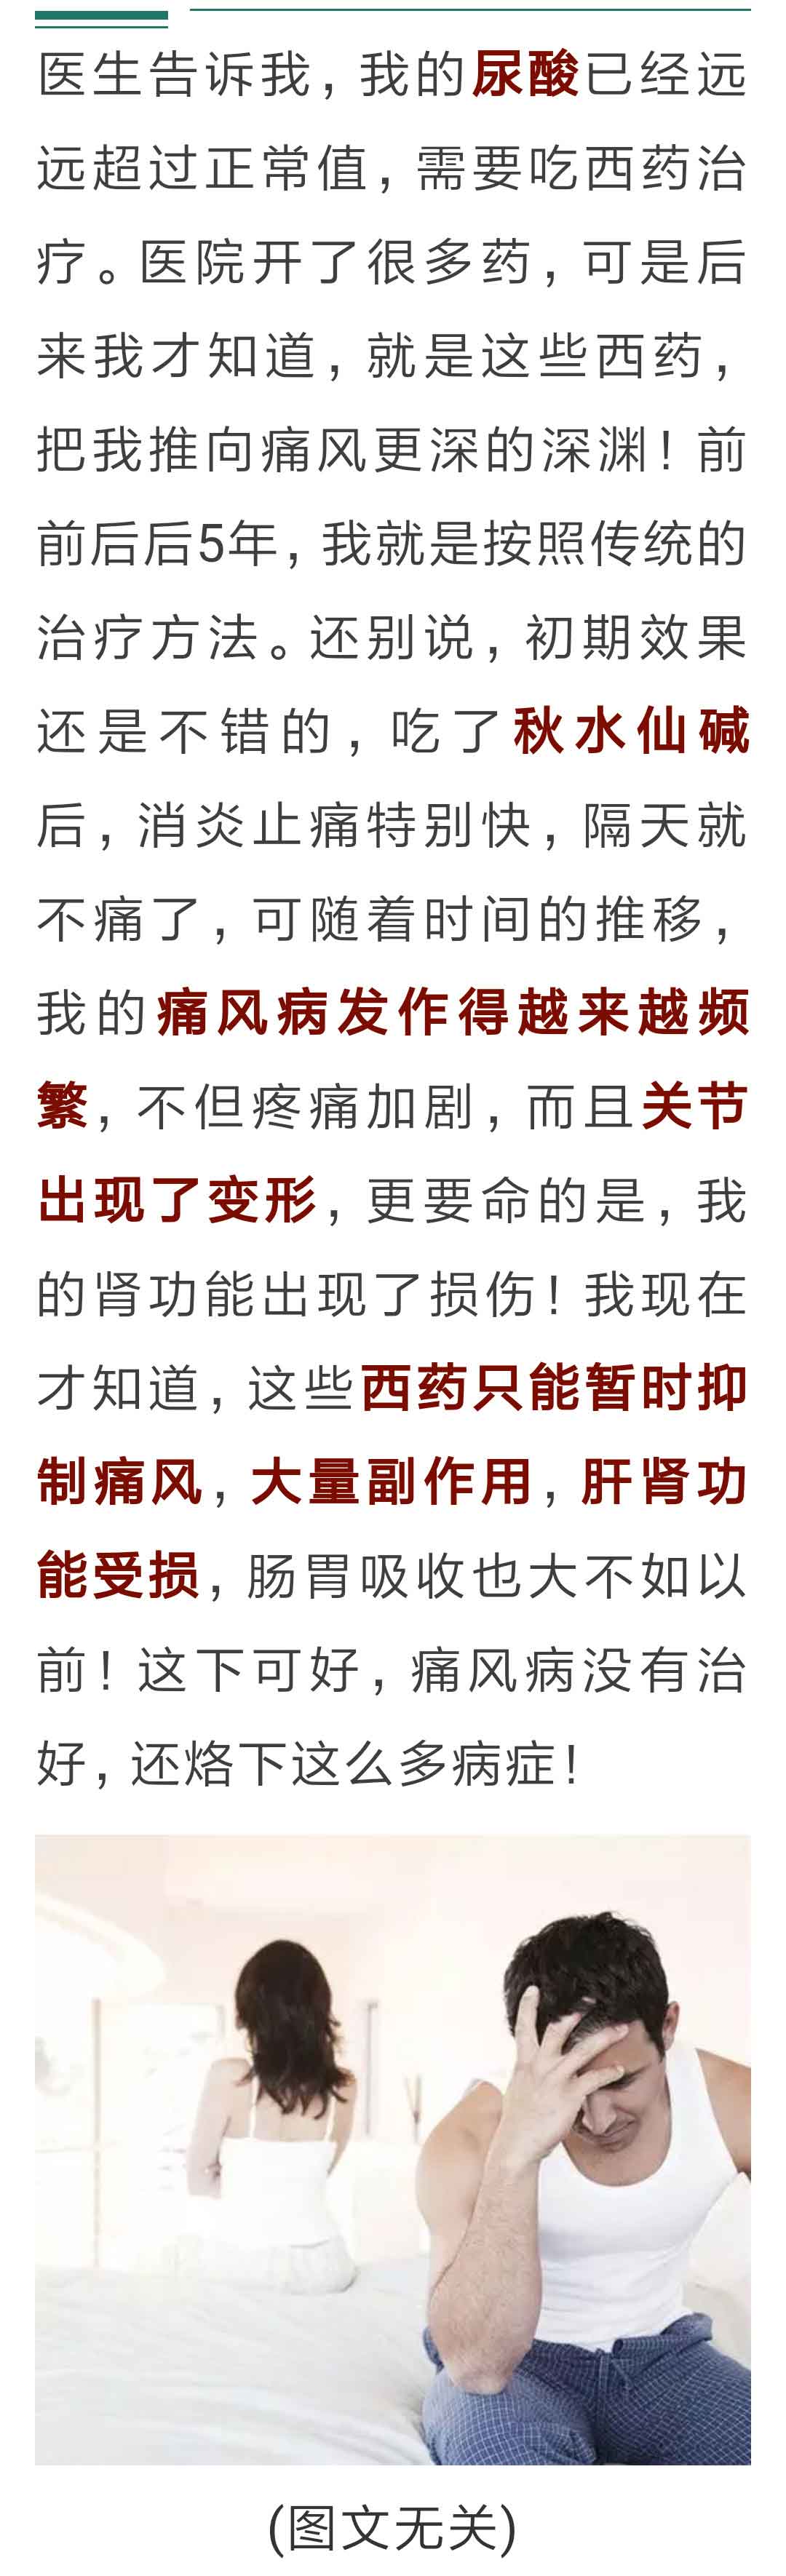 医生告诉我，我的尿酸已经远
远超过正常值，需要吃西药治
疗。医院开了很多药，可是后
来我才知道，就是这些西药，
把我推向痛风更深的深渊！前
前后后5年，我就是按照传统的
治疗方法。还别说，初期效果
还是不错的，吃了秋水仙碱
后，消炎止痛特别快，隔天就
不痛了，可随着时间的推移，
我的痛风病发作得越来越频
繁，不但疼痛加剧，而且关节
出现了变形，更要命的是，我
的肾功能出现了损伤！我现在
才知道，这些西药只能暂时抑
制痛风，大量副作用，肝肾功
能受损，肠胃吸收也大不如以
前！这下可好，痛风病没有治
好，还烙下这么多病症！
(图文无关)